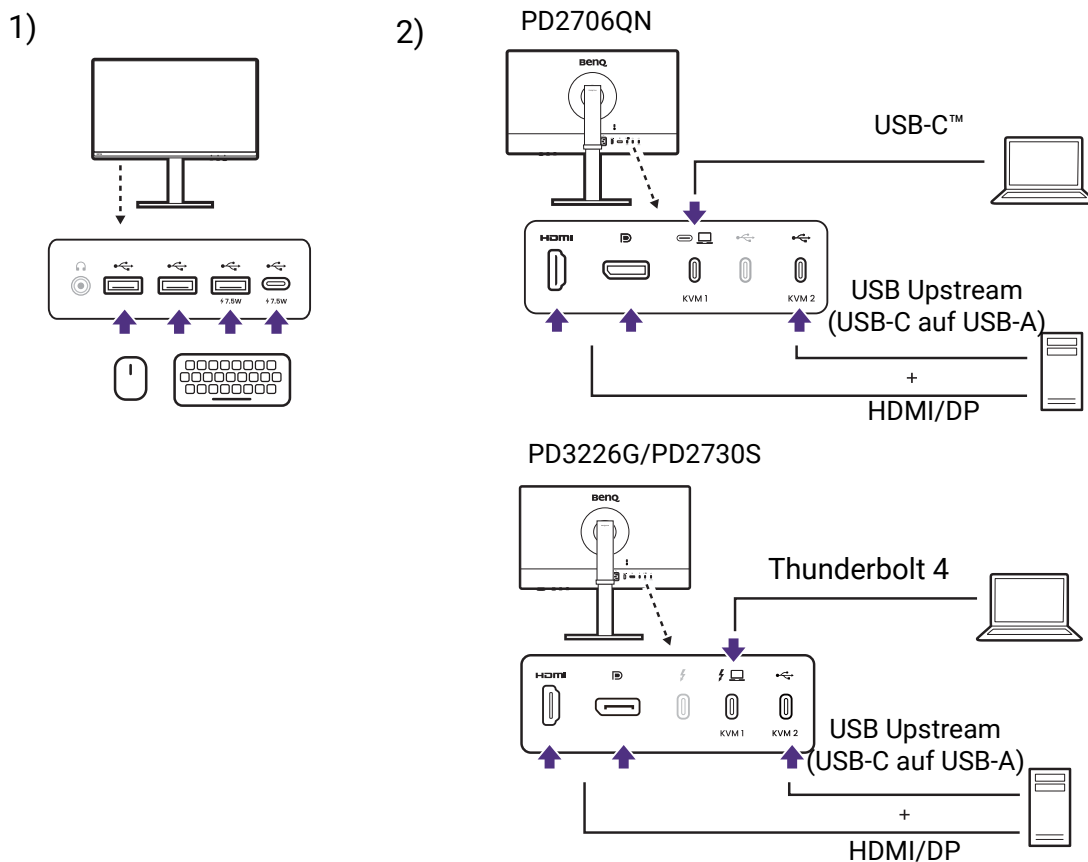 1)
2)
PD2706QN
BenQ
USB-C™
HDMI
KVM 1
KVM 2
7.5W
7.5W
USB Upstream
(USB-C auf USB-A)
+
HDMI/DP
PD3226G/PD2730S
BenQ
Thunderbolt 4
HDMI
KVM 1
KVM 2
USB Upstream
(USB-C auf USB-A)
+
HDMI/DP